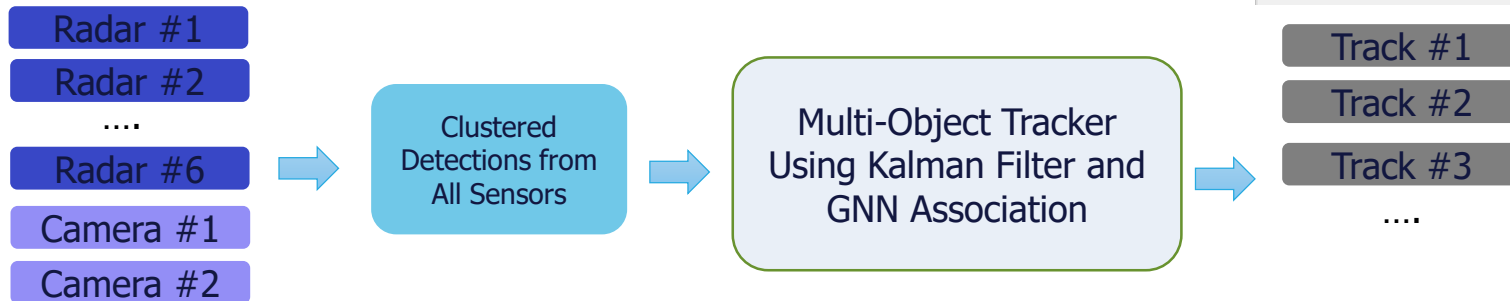 Radar #1
Radar #2
....
Radar #6
Camera #1
Camera #2
Clustered
Detections from
All Sensors
Multi-Object Tracker
Using Kalman Filter and
GNN Association
Track #1
Track #2
Track #3
....